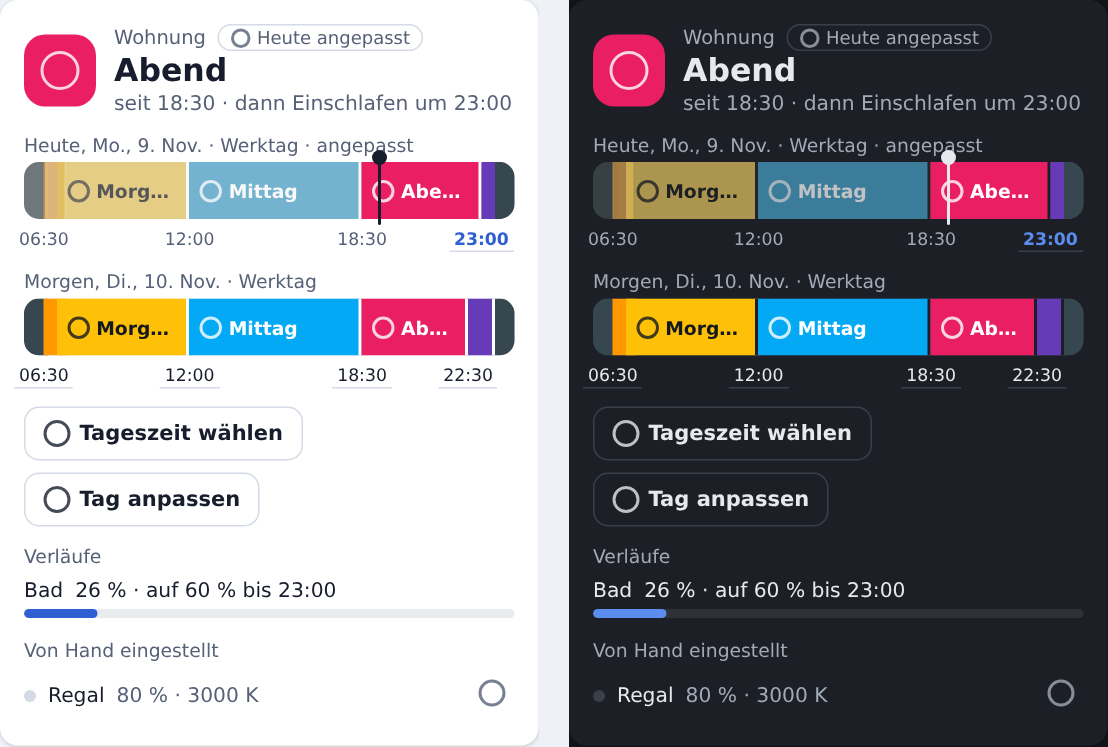 Wohnung Heute angepasst
Abend
seit 18:30 · dann Einschlafen um 23:00
Heute, Mo., 9. Nov. · Werktag · angepasst
Morg… Mittag Abe…
06:30 12:00 18:30 23:00
Morgen, Di., 10. Nov. · Werktag
Morg… Mittag Ab…
06:30 12:00 18:30 22:30
Tageszeit wählen
Tag anpassen
Verläufe
Bad 26 % · auf 60 % bis 23:00
Von Hand eingestellt
Regal 80 % · 3000 K
Wohnung Heute angepasst
Abend
seit 18:30 · dann Einschlafen um 23:00
Heute, Mo., 9. Nov. · Werktag · angepasst
Morg… Mittag Abe…
06:30 12:00 18:30 23:00
Morgen, Di., 10. Nov. · Werktag
Morg… Mittag Ab…
06:30 12:00 18:30 22:30
Tageszeit wählen
Tag anpassen
Verläufe
Bad 26 % · auf 60 % bis 23:00
Von Hand eingestellt
Regal 80 % · 3000 K